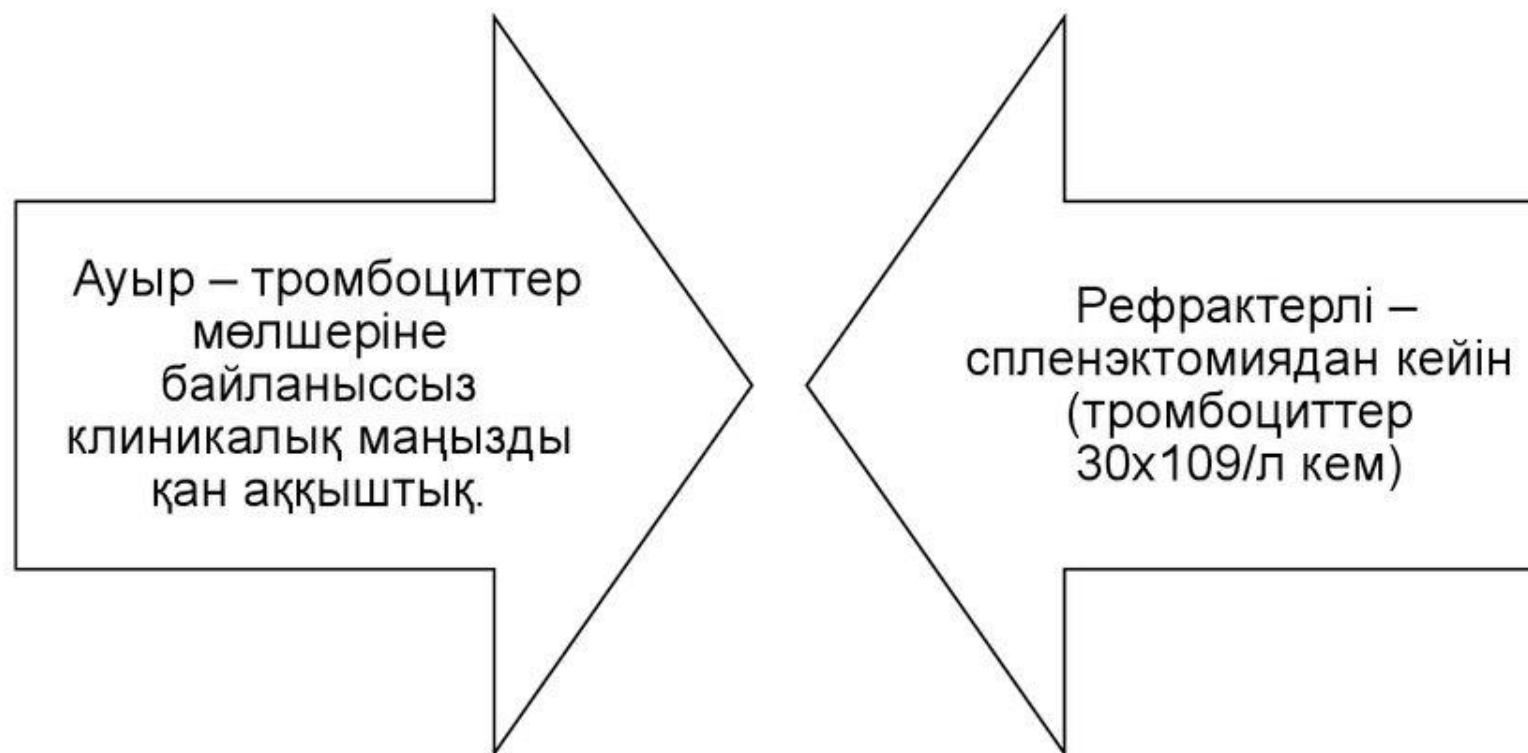 Ауыр – тромбоциттер
мөлшеріне
байланыссыз
клиникалық маңызды
қан аққыштық.
Рефрактерлі –
спленэктомиядан кейін
(тромбоциттер
30х109/л кем)